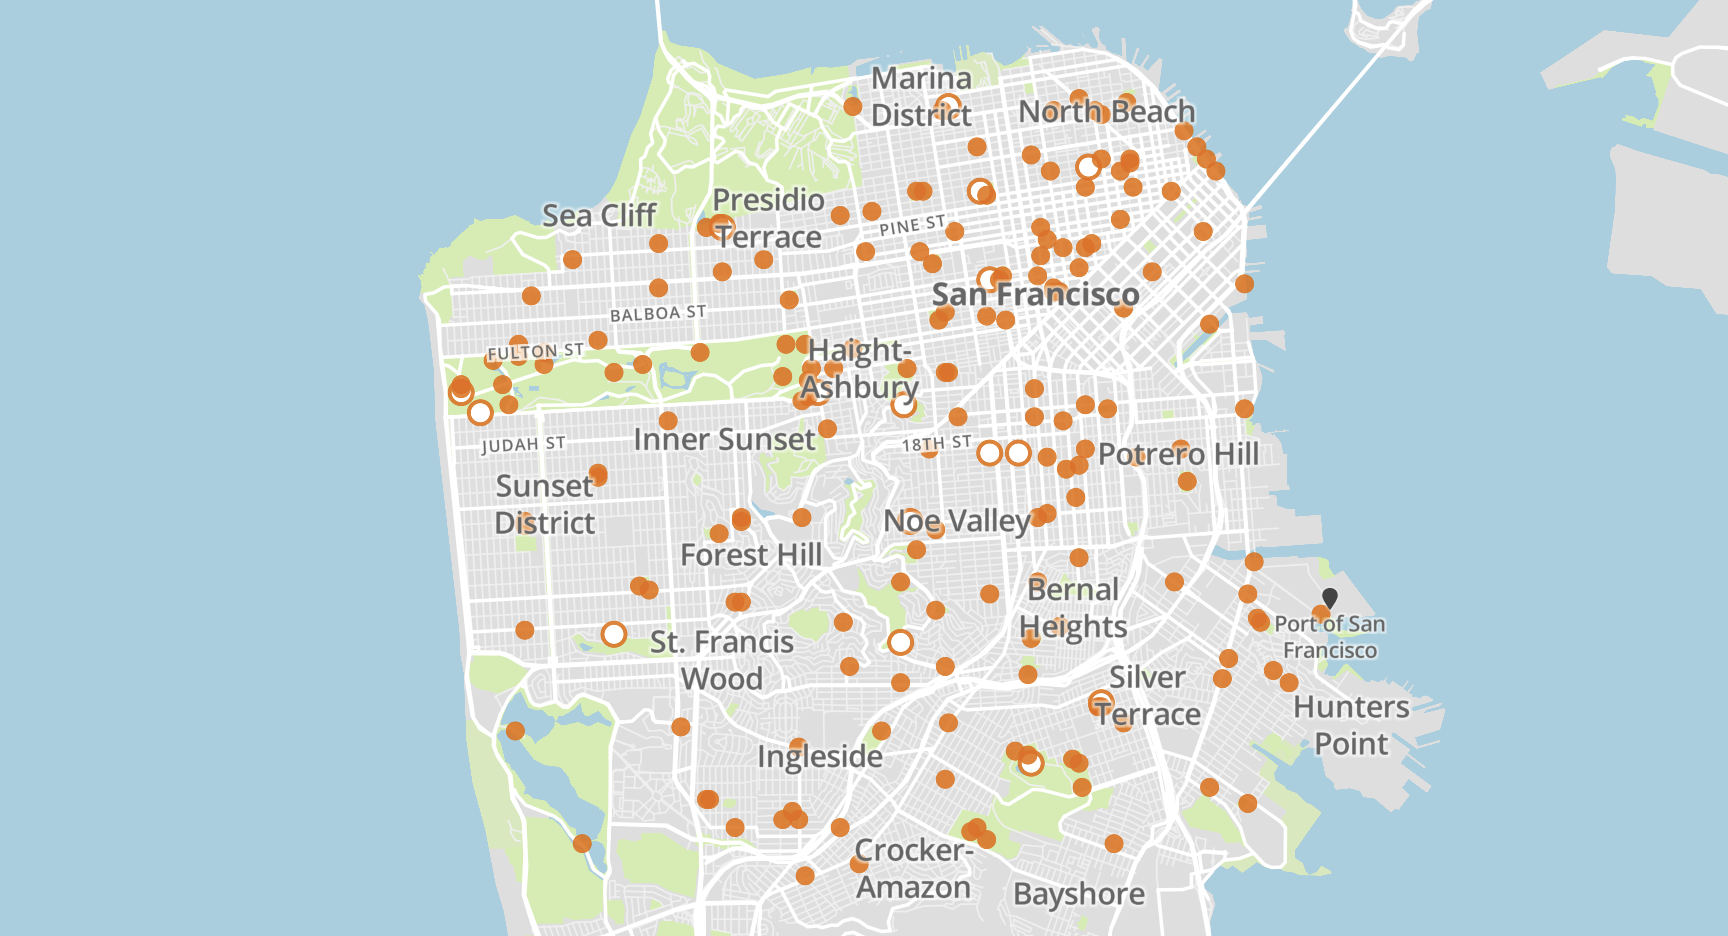 Marina
District
North Beach
Presidio
Terrace
Sea Cliff
PINE ST
San Francisco
BALBOA ST
FULTON ST
Haight-
Ashbury
Inner Sunset
JUDAH ST
18TH ST
Potrero Hill
Sunset
District
Noe Valley
Forest Hill
Bernal
Heights
Port of San
Francisco
St. Francis
Wood
Silver
Terrace
Hunters
Point
Ingleside
Crocker-
Amazon
Bayshore